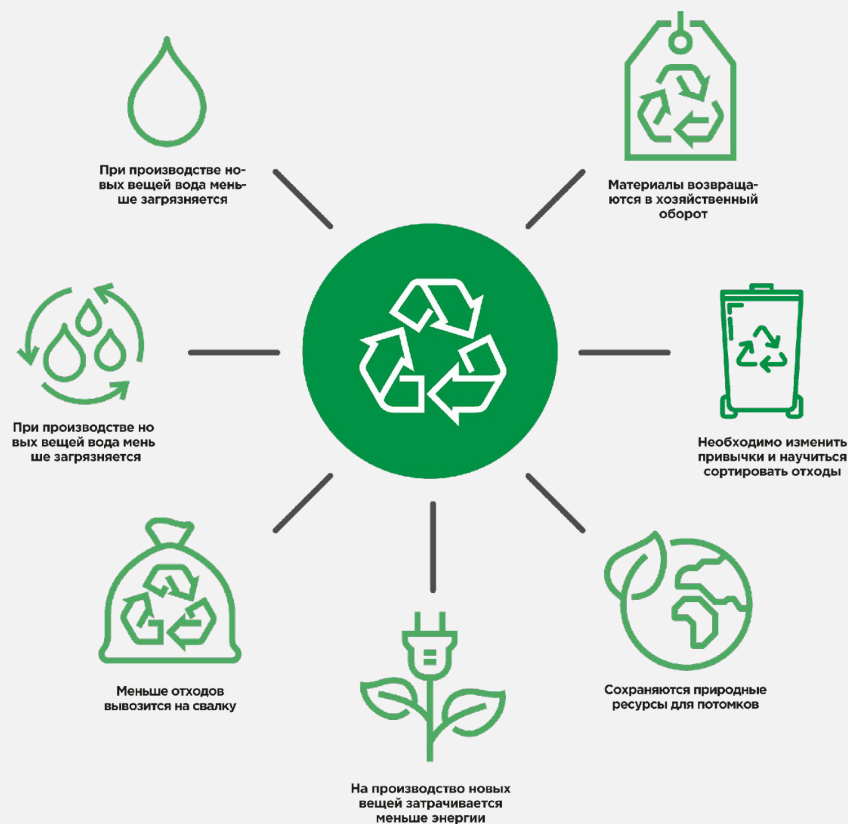 При производстве но-
вых вещей вода мень-
ше загрязняется
Материалы возвраща-
ются в хозяйственный
оборот
При производстве но
вых вещей вода мень
ше загрязняется
Необходимо изменить
привычки и научиться
сортировать отходы
Меньше отходов
вывозится на свалку
Сохраняются природные
ресурсы для потомков
На производство новых
вещей затрачивается
меньше энергии